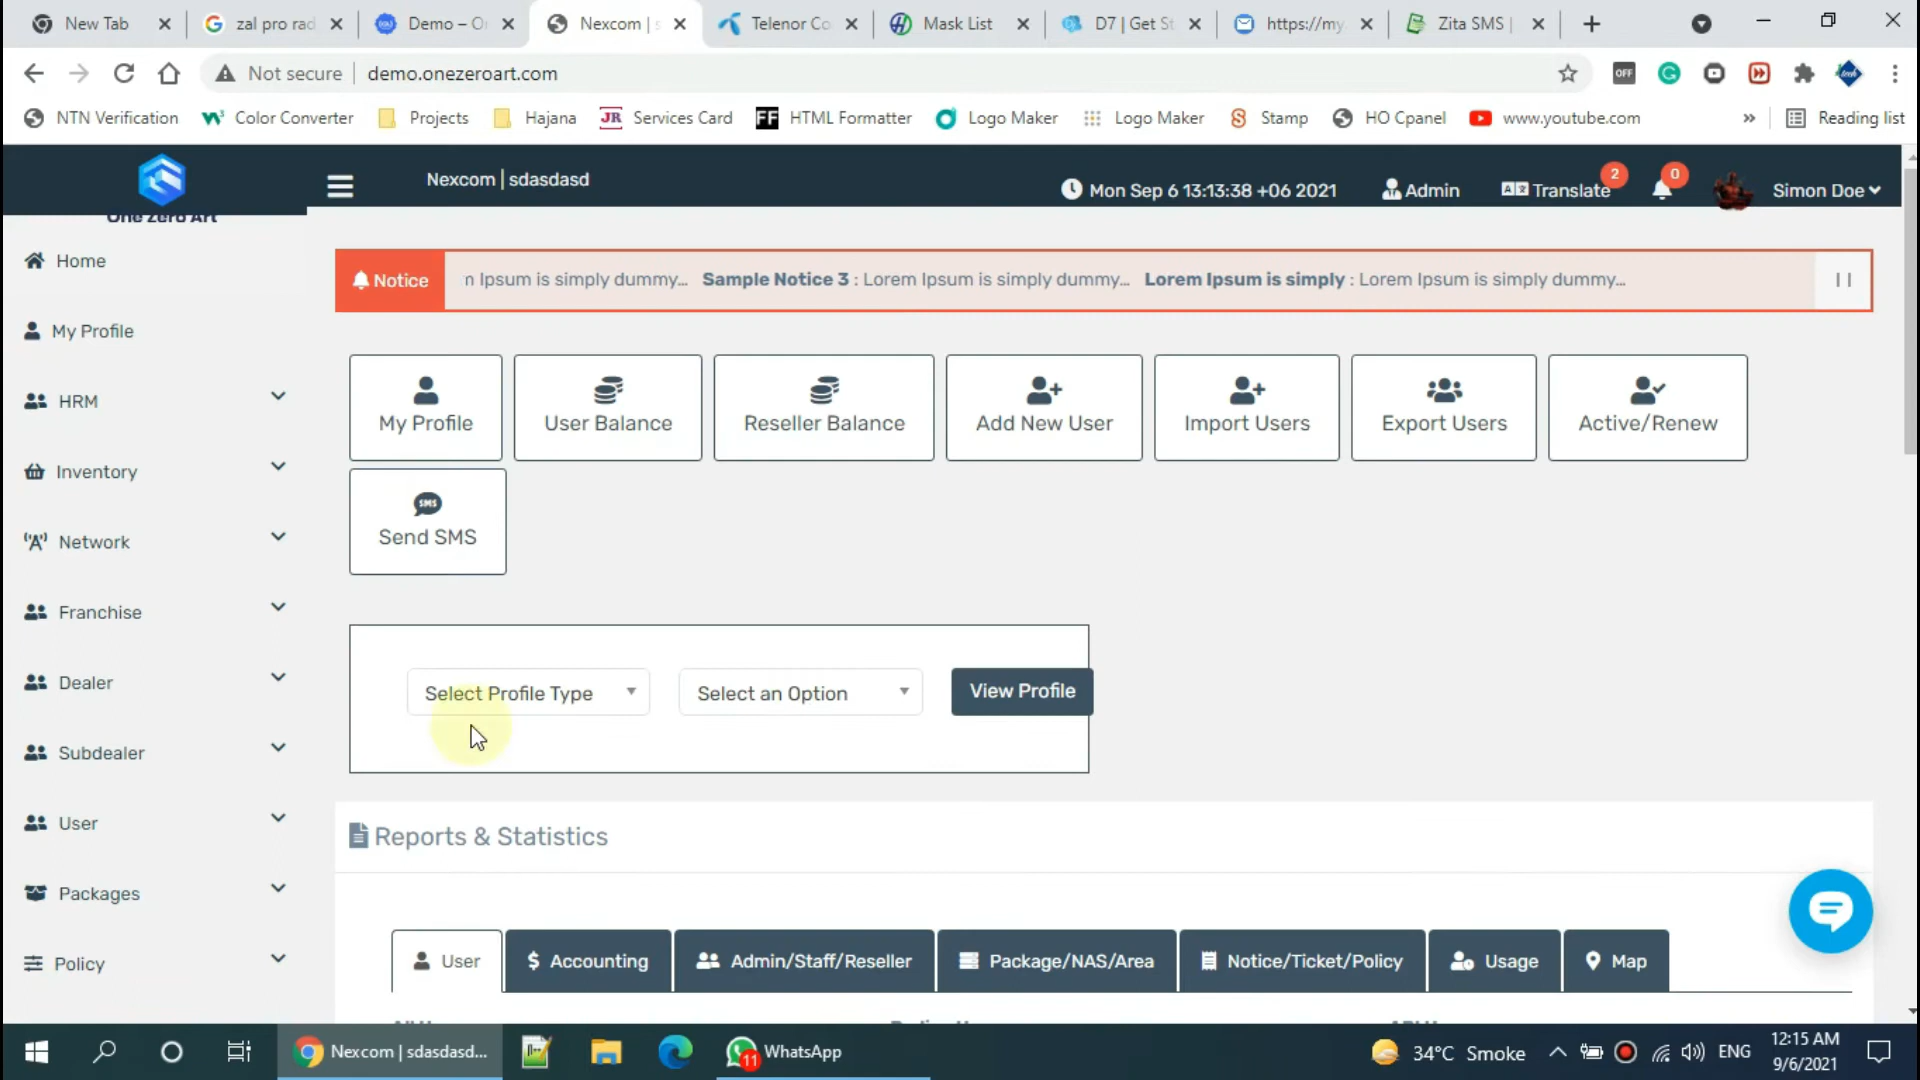 New Tab
zal pro rad
Demo – O
Nexcom | s
Telenor Co
Mask List
D7 | Get St
https://my.
Zita SMS |
Not secure
demo.onezeroart.com
OFF
NTN Verification
Color Converter
Projects
Hajana
JR Services Card
FF HTML Formatter
Logo Maker
Logo Maker
Stamp
HO Cpanel
www.youtube.com
»
Reading list
One Zero Art
Nexcom | sdasdasd
Mon Sep 6 13:13:38 +06 2021
Admin
Translate
2
0
Simon Doe
Home
My Profile
HRM
Inventory
Network
Franchise
Dealer
Subdealer
User
Packages
Policy
Notice
Ipsum is simply dummy... Sample Notice 3 : Lorem Ipsum is simply dummy... Lorem Ipsum is simply : Lorem Ipsum is simply dummy...
My Profile
User Balance
Reseller Balance
Add New User
Import Users
Export Users
Active/Renew
SMS
Send SMS
Select Profile Type
Select an Option
View Profile
Reports & Statistics
User
$ Accounting
Admin/Staff/Reseller
Package/NAS/Area
Notice/Ticket/Policy
Usage
Map
Nexcom | sdasdasd...
11
WhatsApp
34°C Smoke
ENG
12:15 AM
9/6/2021